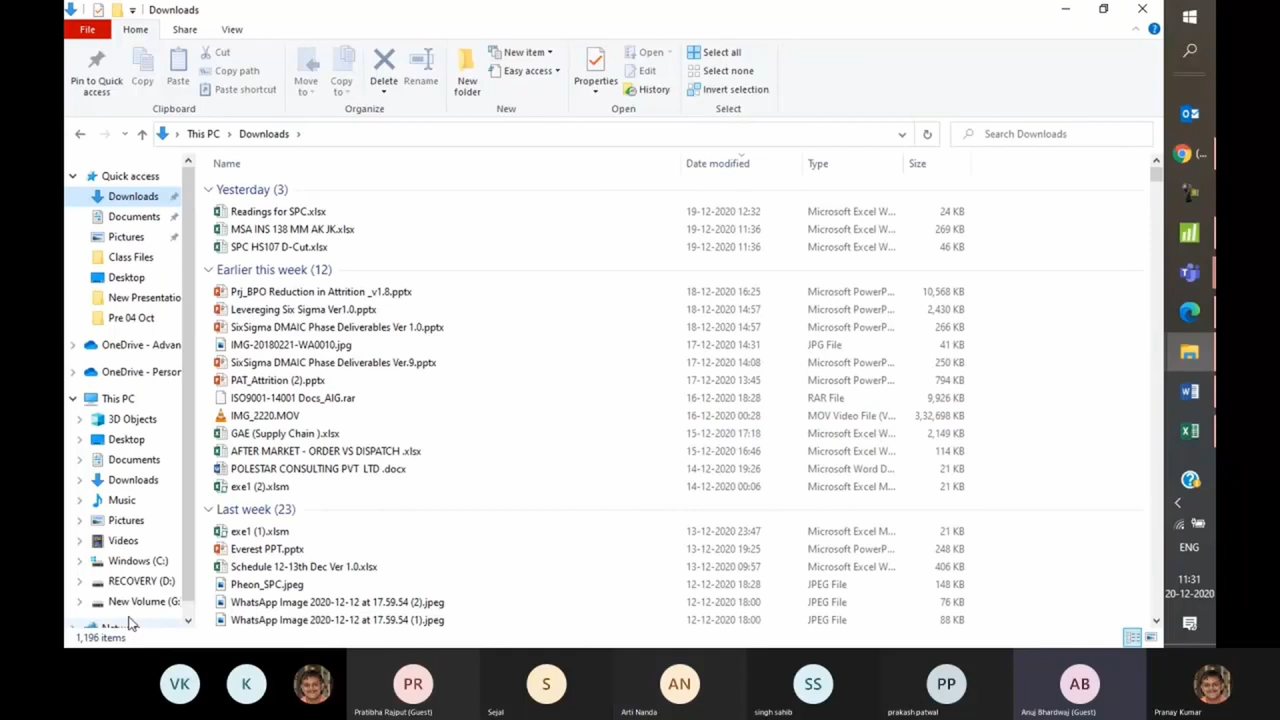 Downloads
File Home Share View
Pin to Quick access
Copy
Paste
Cut
Copy path
Paste shortcut
Clipboard
Move to
Copy to
Delete
Rename
Organize
New folder
New item
Easy access
New
Properties
Open
Edit
History
Open
Select all
Select none
Invert selection
Select
This PC Downloads
Search Downloads
Name Date modified Type Size
Quick access
Downloads
Documents
Pictures
Class Files
Desktop
New Presentatio
Pre 04 Oct
OneDrive - Advan
OneDrive - Person
This PC
3D Objects
Desktop
Documents
Downloads
Music
Pictures
Videos
Windows (C:)
RECOVERY (D:)
New Volume (G:
Yesterday (3)
Readings for SPC.xlsx 19-12-2020 12:32 Microsoft Excel W... 24 KB
MSA INS 138 MM AK JK.xlsx 19-12-2020 11:36 Microsoft Excel W... 269 KB
SPC HS107 D-Cut.xlsx 19-12-2020 11:36 Microsoft Excel W... 46 KB
Earlier this week (12)
Prj_BPO Reduction in Attrition _v1.8.pptx 18-12-2020 16:25 Microsoft PowerP... 10,568 KB
Levereging Six Sigma Ver1.0.pptx 18-12-2020 14:57 Microsoft PowerP... 2,430 KB
SixSigma DMAIC Phase Deliverables Ver 1.0.pptx 18-12-2020 14:57 Microsoft PowerP... 266 KB
IMG-20180221-WA0010.jpg 17-12-2020 14:31 JPG File 41 KB
SixSigma DMAIC Phase Deliverables Ver.9.pptx 17-12-2020 14:08 Microsoft PowerP... 250 KB
PAT_Attrition (2).pptx 17-12-2020 13:45 Microsoft PowerP... 794 KB
ISO9001-14001 Docs_AIG.rar 16-12-2020 18:28 RAR File 9,926 KB
IMG_2220.MOV 16-12-2020 00:28 MOV Video File (V... 3,32,698 KB
GAE (Supply Chain ).xlsx 15-12-2020 17:18 Microsoft Excel W... 2,149 KB
AFTER MARKET - ORDER VS DISPATCH .xlsx 15-12-2020 16:46 Microsoft Excel W... 114 KB
POLESTAR CONSULTING PVT LTD .docx 14-12-2020 19:26 Microsoft Word D... 21 KB
exe1 (2).xlsm 14-12-2020 00:06 Microsoft Excel M... 21 KB
Last week (23)
exe1 (1).xlsm 13-12-2020 23:47 Microsoft Excel M... 21 KB
Everest PPT.pptx 13-12-2020 19:25 Microsoft PowerP... 248 KB
Schedule 12-13th Dec Ver 1.0.xlsx 13-12-2020 09:57 Microsoft Excel W... 406 KB
Pheon_SPC.jpeg 12-12-2020 18:28 JPEG File 148 KB
WhatsApp Image 2020-12-12 at 17.59.54 (2).jpeg 12-12-2020 18:00 JPEG File 76 KB
WhatsApp Image 2020-12-12 at 17.59.54 (1).jpeg 12-12-2020 18:00 JPEG File 88 KB
1,196 items
ENG
11:31
20-12-2020
VK K PR S AN SS PP AB
Pratibha Rajput (Guest) Sejal Arti Nanda singh sahib prakash patwal Anuj Bhardwaj (Guest) Pranay Kumar